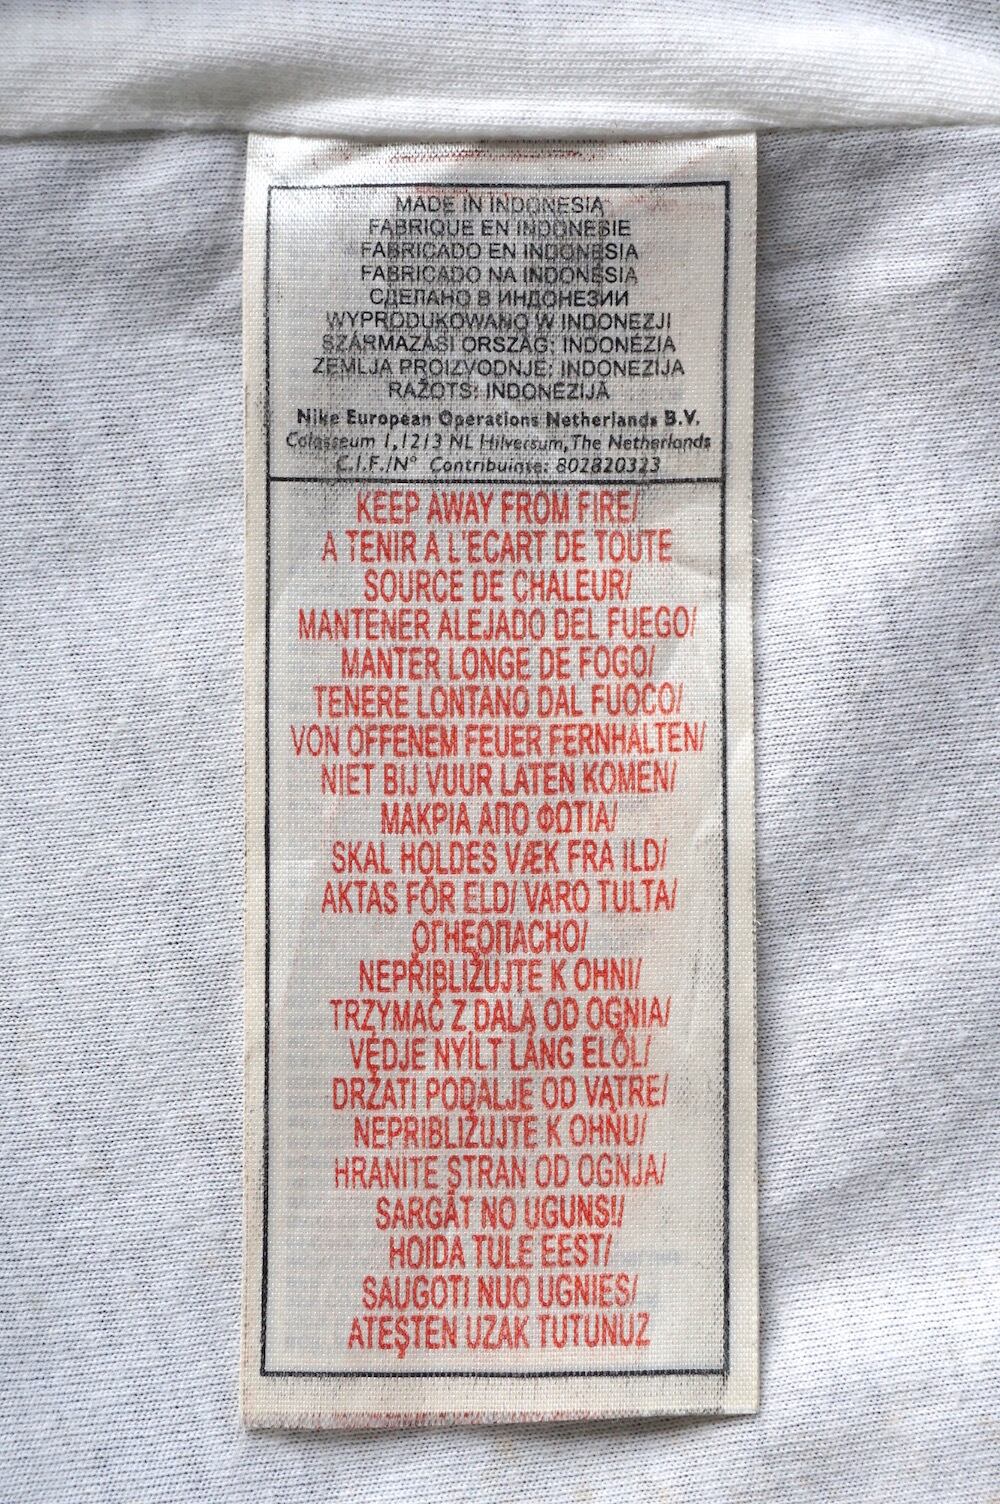 MADE IN INDONESIA
FABRIQUE EN INDONESIE
FABRICADO EN INDONESIA
FABRICADO NA INDONESIA
СДЕПАНО В ИНДОНЕЗИИ
WYPRODUKOWANO W INDONEZJI
SZÁRMAZÁSI ORSZÁG: INDONÉZIA
ZEMLJA PROIZVODNJE: INDONEZIJA
RAŽOTS: INDONĒZIJĀ
Nike European Operations Netherlands B.V.
Colosseum 1,1213 NL Hilversum, The Netherlands
C.I.F./N° Contribuinte: 802820323
KEEP AWAY FROM FIRE/
A TENIR A L'ECART DE TOUTE
SOURCE DE CHALEUR/
MANTENER ALEJADO DEL FUEGO/
MANTER LONGE DE FOGO/
TENERE LONTANO DAL FUOCO/
VON OFFENEM FEUER FERNHALTEN/
NIET BIJ VUUR LATEN KOMEN/
ΜΑΚΡΙΑ ΑΠΟ ΦΩΤΙΑ/
SKAL HOLDES VÆK FRA ILD/
AKTAS FÖR ELD/ VARO TULTA/
ОГНЕОПАСНО/
NEPŘIBLIŽUJTE K OHNI/
TRZYMAĆ Z DALA OD OGNIA/
VÉDJE NYÍLT LÁNG ELŐL/
DRŽATI PODALJE OD VATRE/
NEPRIBLIŽUJTE K OHŇU/
HRANITE STRAN OD OGNJA/
SARGĀT NO UGUNS!/
HOIDA TULE EEST/
SAUGOTI NUO UGNIES/
ATEŞTEN UZAK TUTUNUZ